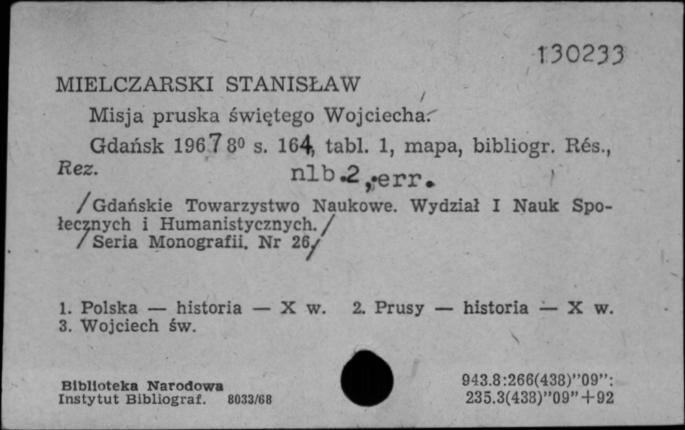 130233
MIELCZARSKI STANISŁAW
Misja pruska świętego Wojciecha.
Gdańsk 1967 8⁰ s. 164, tabl. 1, mapa, bibliogr. Rés.,
Rez. nlb.2,err.
/Gdańskie Towarzystwo Naukowe. Wydział I Nauk Spo-
łecznych i Humanistycznych./
/Seria Monografii. Nr 26/
1. Polska — historia — X w. 2. Prusy — historia — X w.
3. Wojciech św.
Biblioteka Narodowa
Instytut Bibliograf. 8033/68
943.8:266(438)"09":
235.3(438)"09"+92